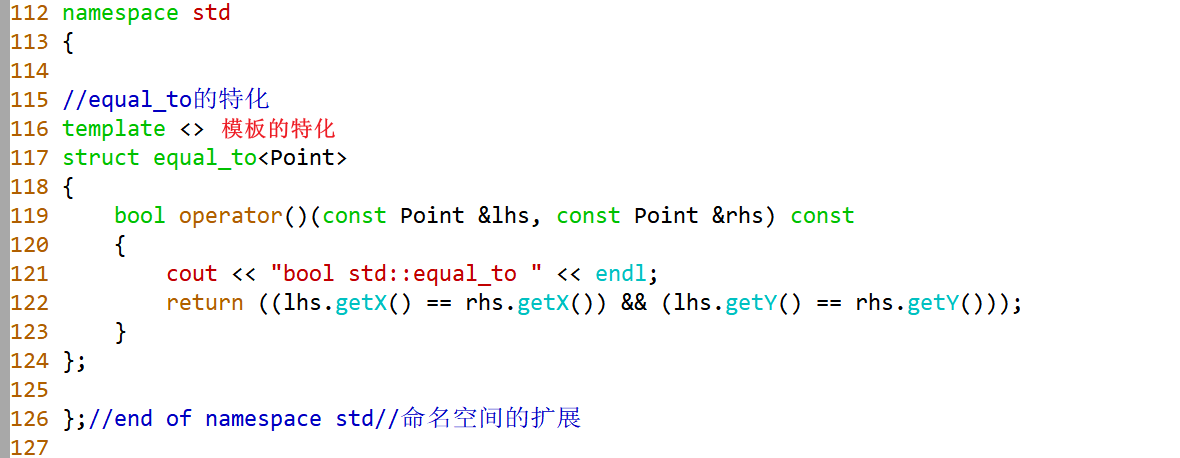 112 namespace std
113 {
114
115 //equal_to的特化
116 template <> 模板的特化
117 struct equal_to<Point>
118 {
119     bool operator()(const Point &lhs, const Point &rhs) const
120     {
121         cout << "bool std::equal_to " << endl;
122         return ((lhs.getX() == rhs.getX()) && (lhs.getY() == rhs.getY()));
123     }
124 };
125
126 };//end of namespace std//命名空间的扩展
127